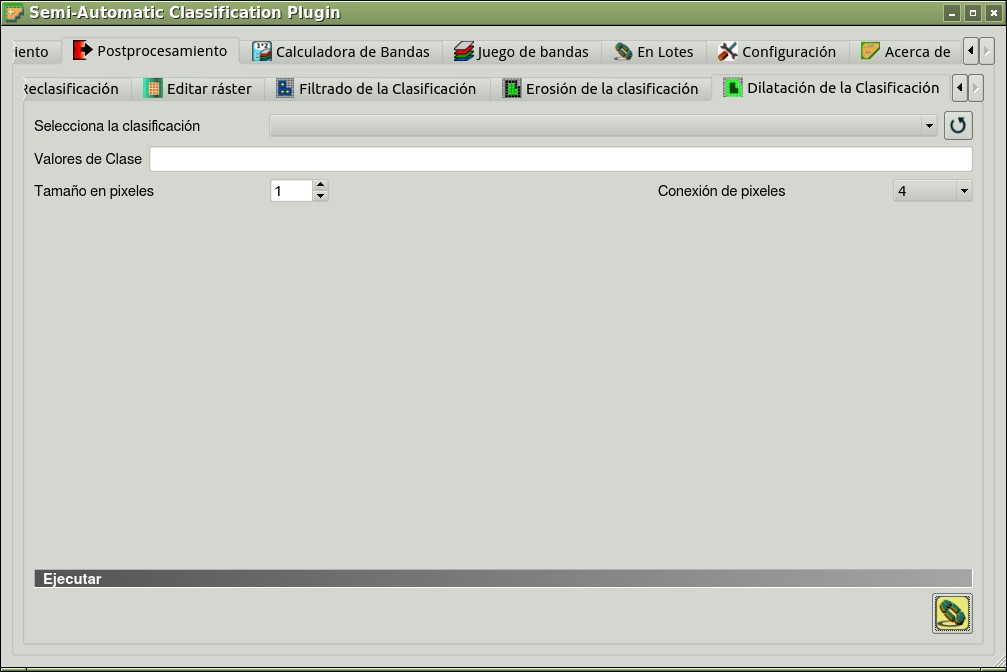 Semi-Automatic Classification Plugin
iento Postprocesamiento Calculadora de Bandas Juego de bandas En Lotes Configuración Acerca de
Reclasificación Editar ráster Filtrado de la Clasificación Erosión de la clasificación Dilatación de la Clasificación
Selecciona la clasificación
Valores de Clase
Tamaño en pixeles 1 Conexión de pixeles 4
Ejecutar